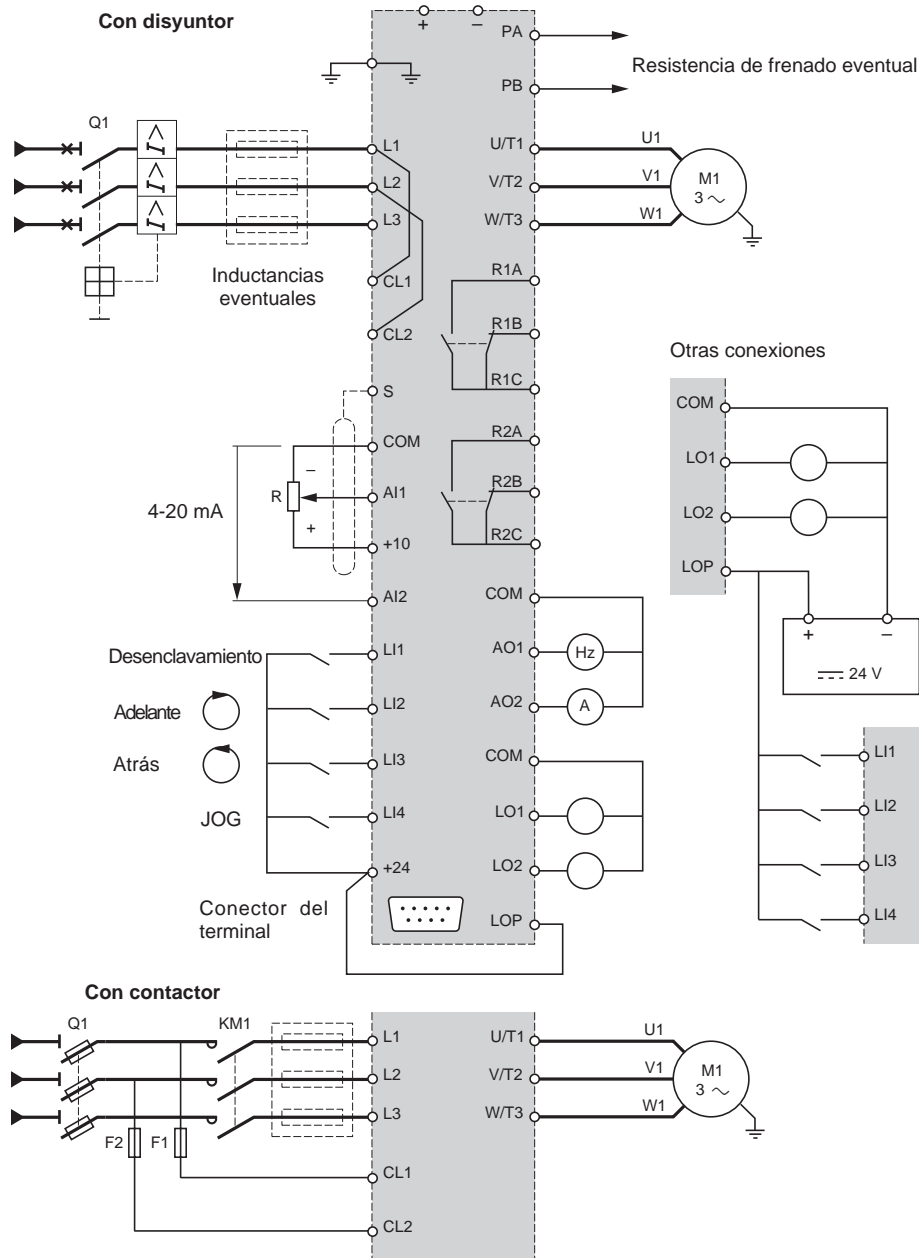 Con disyuntor
+
−
PA
Resistencia de frenado eventual
PB
Q1
L1
U/T1
U1
L2
V/T2
V1
M1
3 ~
L3
W/T3
W1
Inductancias
eventuales
CL1
R1A
CL2
R1B
R1C
S
COM
R2A
−
4-20 mA
R
AI1
R2B
+
+10
R2C
AI2
COM
Desenclavamiento
LI1
AO1
Hz
Adelante
LI2
AO2
A
Atrás
LI3
COM
JOG
LI4
LO1
+24
LO2
Conector del
terminal
LOP
Otras conexiones
COM
LO1
LO2
LOP
+
−
24 V
LI1
LI2
LI3
LI4
Con contactor
Q1
KM1
L1
U/T1
U1
L2
V/T2
V1
M1
3 ~
L3
W/T3
W1
F2
F1
CL1
CL2